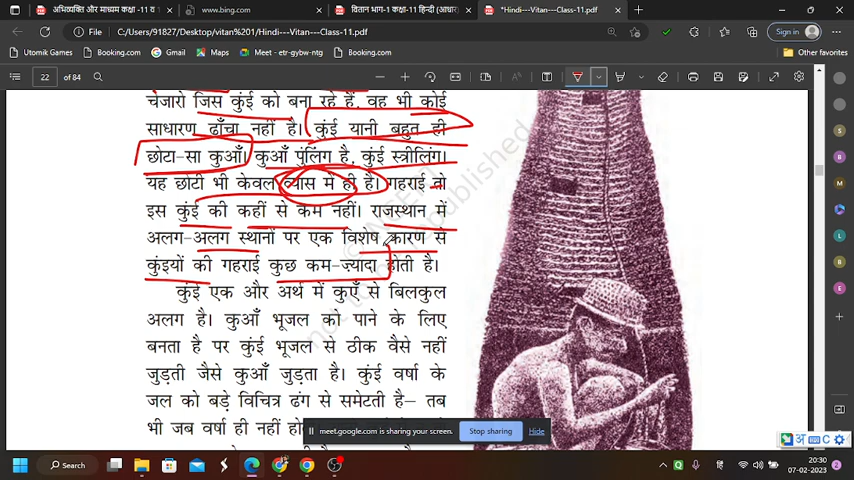 अभिव्यक्ति और माध्यम कक्षा -11 व 1
www.bing.com
वितान भाग-1 कक्षा-11 हिन्दी (आधार)
*Hindi---Vitan---Class-11.pdf
File
C:/Users/91827/Desktop/vitan%201/Hindi---Vitan---Class-11.pdf
Sign in
Utomik Games
Booking.com
Gmail
Maps
Meet - etr-gybw-ntg
Booking.com
Other favorites
22 of 84
चेजारो जिस कुंई को बना रहे हैं, वह भी कोई
साधारण ढाँचा नहीं है। कुंई यानी बहुत ही
छोटा-सा कुआँ। कुआँ पुंलिंग है, कुंई स्त्रीलिंग।
यह छोटी भी केवल व्यास में ही है। गहराई तो
इस कुंई की कहीं से कम नहीं। राजस्थान में
अलग-अलग स्थानों पर एक विशेष कारण से
कुंइयों की गहराई कुछ कम-ज़्यादा होती है।
कुंई एक और अर्थ में कुएँ से बिलकुल
अलग है। कुआँ भूजल को पाने के लिए
बनता है पर कुंई भूजल से ठीक वैसे नहीं
जुड़ती जैसे कुआँ जुड़ता है। कुंई वर्षा के
जल को बड़े विचित्र ढंग से समेटती है– तब
भी जब वर्षा ही नहीं
not to be republished
meet.google.com is sharing your screen.
Stop sharing
Hide
Search
20:30
07-02-2023